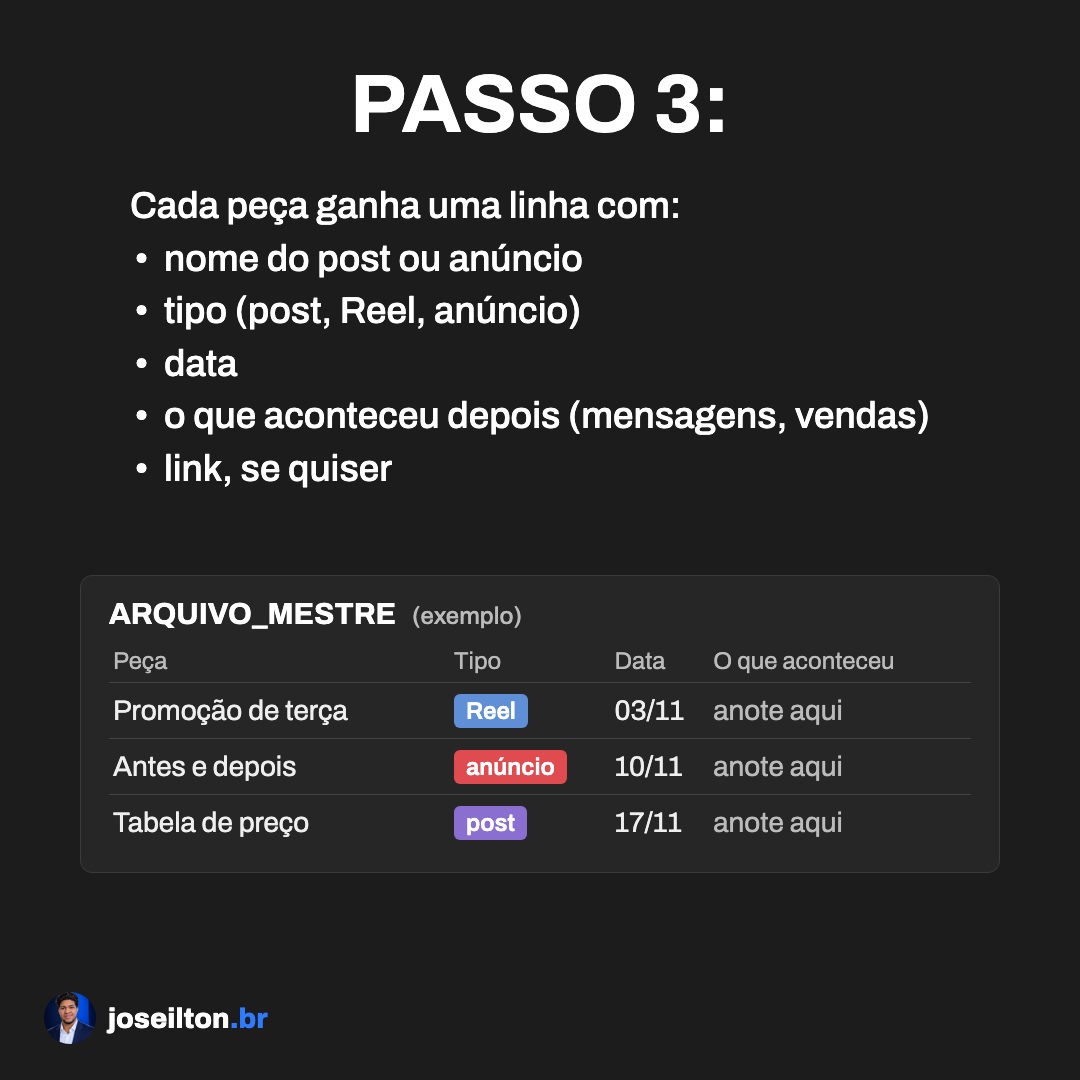 PASSO 3:
Cada peça ganha uma linha com:
• nome do post ou anúncio
• tipo (post, Reel, anúncio)
• data
• o que aconteceu depois (mensagens, vendas)
• link, se quiser
ARQUIVO_MESTRE (exemplo)
Peça Tipo Data O que aconteceu
Promoção de terça Reel 03/11 anote aqui
Antes e depois anúncio 10/11 anote aqui
Tabela de preço post 17/11 anote aqui
joseilton.br